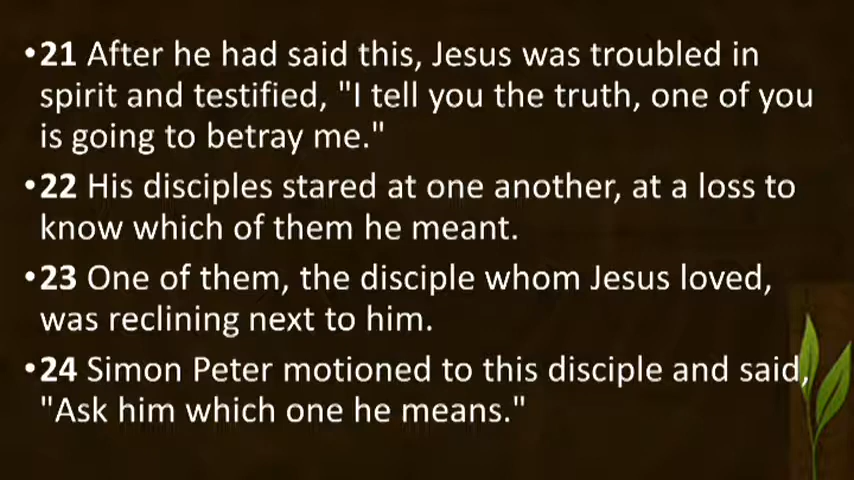 •21 After he had said this, Jesus was troubled in
spirit and testified, "I tell you the truth, one of you
is going to betray me."
•22 His disciples stared at one another, at a loss to
know which of them he meant.
•23 One of them, the disciple whom Jesus loved,
was reclining next to him.
•24 Simon Peter motioned to this disciple and said,
"Ask him which one he means."